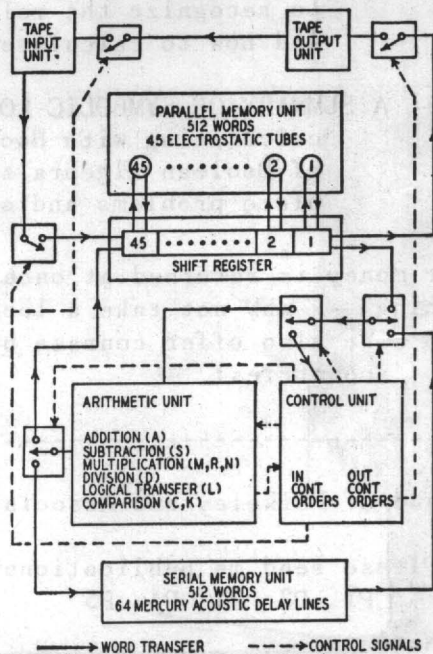 TAPE
INPUT
UNIT.
TAPE
OUTPUT
UNIT
PARALLEL MEMORY UNIT
512 WORDS
45 ELECTROSTATIC TUBES
45 2 1
45 2 1
SHIFT REGISTER
ARITHMETIC UNIT
ADDITION (A)
SUBTRACTION (S)
MULTIPLICATION (M,R,N)
DIVISION (D)
LOGICAL TRANSFER (L)
COMPARISON (C,K)
CONTROL UNIT
IN
CONT
ORDERS
OUT
CONT
ORDERS
SERIAL MEMORY UNIT
512 WORDS
64 MERCURY ACOUSTIC DELAY LINES
WORD TRANSFER
CONTROL SIGNALS